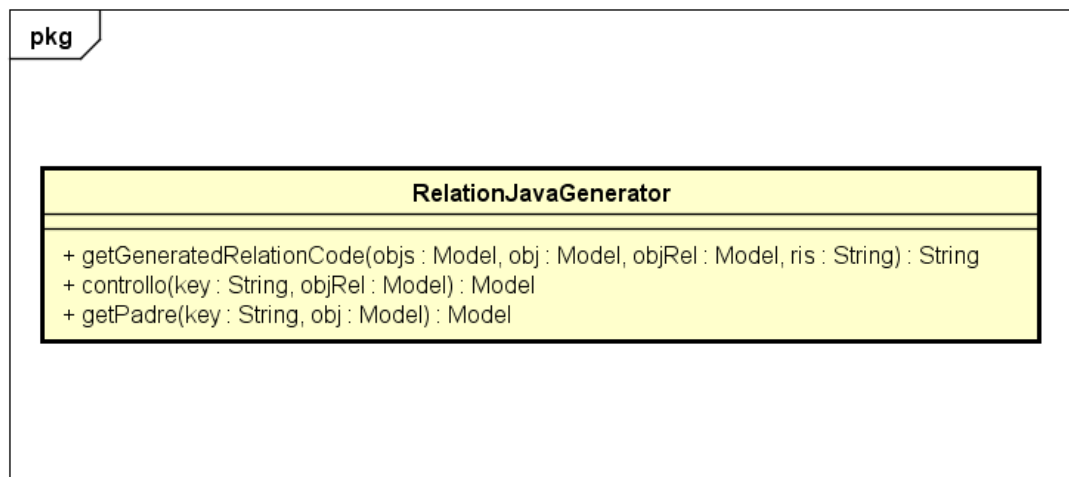 pkg
RelationJavaGenerator
+ getGeneratedRelationCode(objs : Model, obj : Model, objRel : Model, ris : String) : String
+ controllo(key : String, objRel : Model) : Model
+ getPadre(key : String, obj : Model) : Model